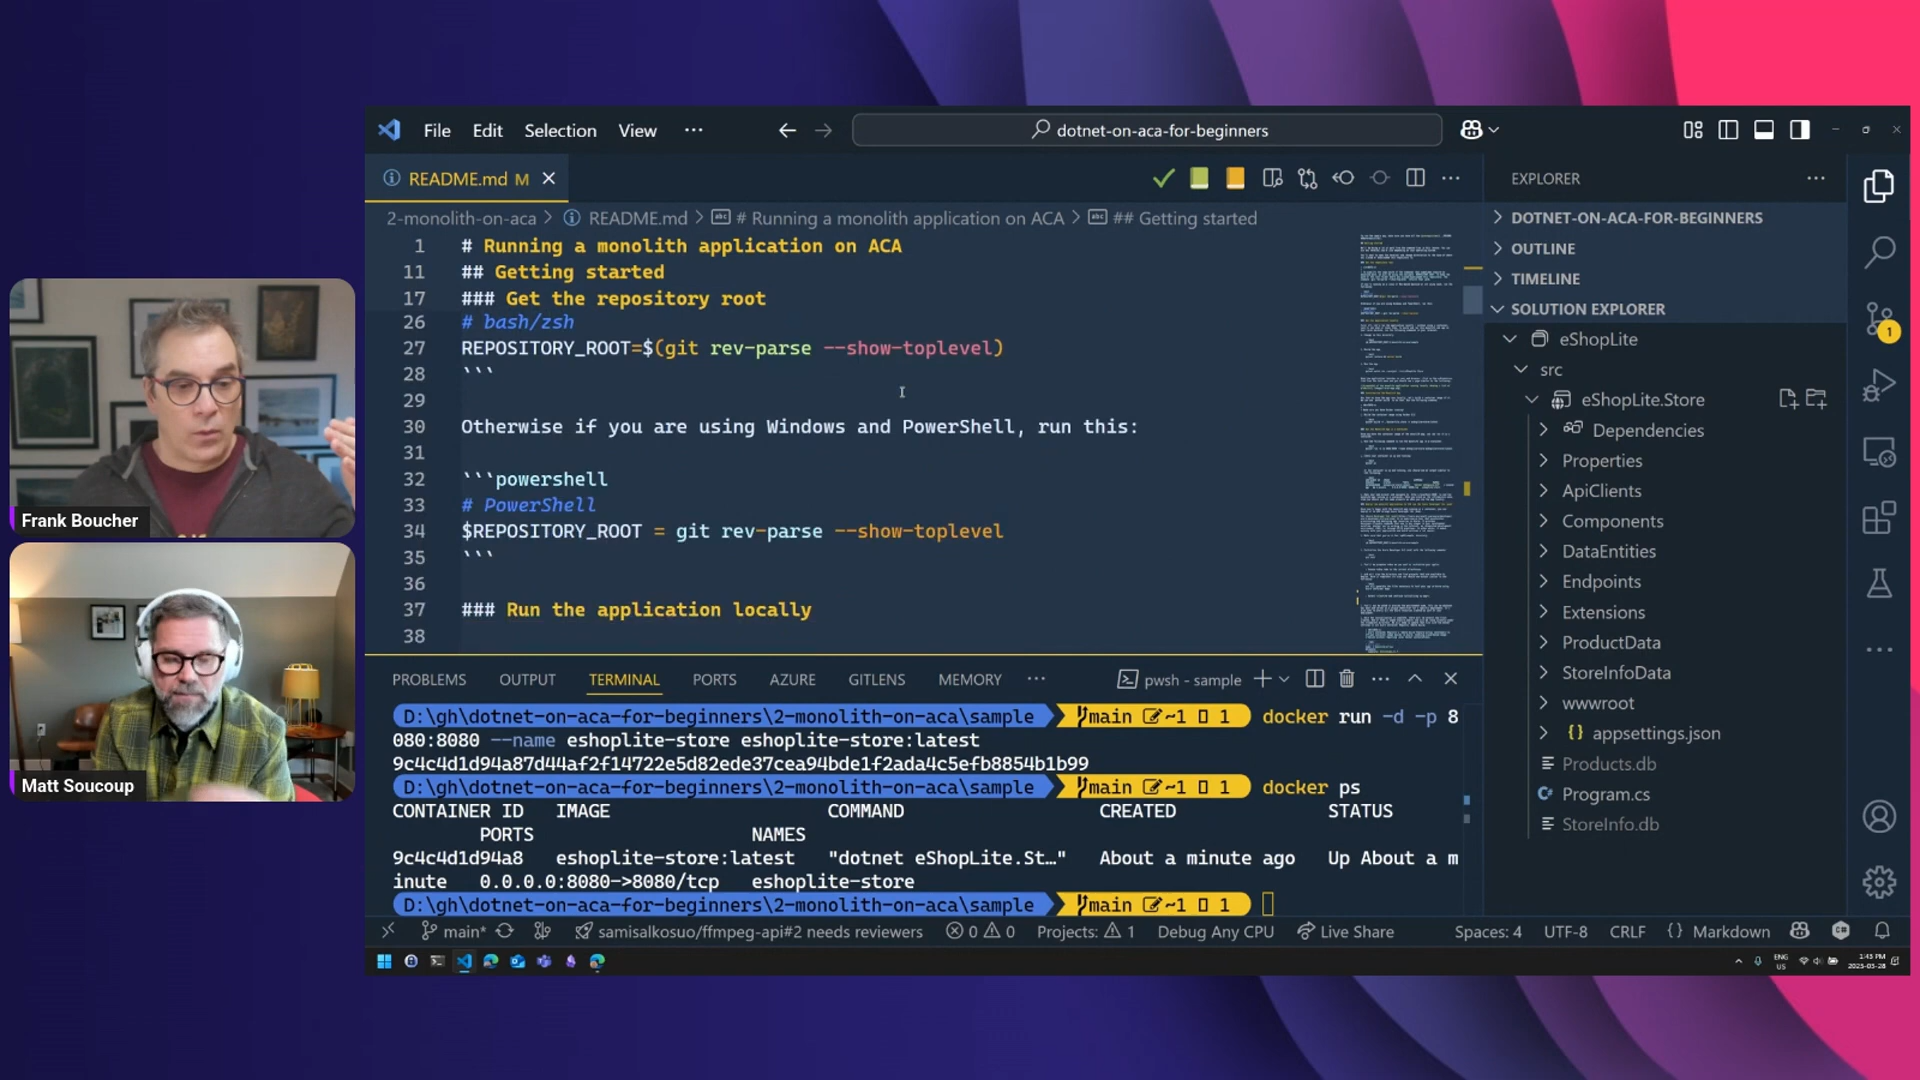 File Edit Selection View ...
dotnet-on-aca-for-beginners
README.md M
2-monolith-on-aca > README.md > # Running a monolith application on ACA > ## Getting started
1 # Running a monolith application on ACA
11 ## Getting started
17 ### Get the repository root
26 # bash/zsh
27 REPOSITORY_ROOT=$(git rev-parse --show-toplevel)
28 ```
29
30 Otherwise if you are using Windows and PowerShell, run this:
31
32 ```powershell
33 # PowerShell
34 $REPOSITORY_ROOT = git rev-parse --show-toplevel
35 ```
36
37 ### Run the application locally
38
PROBLEMS OUTPUT TERMINAL PORTS AZURE GITLENS MEMORY ...
pwsh - sample
D:\gh\dotnet-on-aca-for-beginners\2-monolith-on-aca\sample main ~1 1 docker run -d -p 8
080:8080 --name eshoplite-store eshoplite-store:latest
9c4c4d1d94a87d44af2f14722e5d82ede37cea94bde1f2ada4c5efb8854b1b99
D:\gh\dotnet-on-aca-for-beginners\2-monolith-on-aca\sample main ~1 1 docker ps
CONTAINER ID IMAGE COMMAND CREATED STATUS
PORTS NAMES
9c4c4d1d94a8 eshoplite-store:latest "dotnet eShopLite.St…" About a minute ago Up About a m
inute 0.0.0.0:8080->8080/tcp eshoplite-store
D:\gh\dotnet-on-aca-for-beginners\2-monolith-on-aca\sample main ~1 1
main* samisalkosuo/ffmpeg-api#2 needs reviewers 0 0 Projects: 1 Debug Any CPU Live Share Spaces: 4 UTF-8 CRLF {} Markdown
EXPLORER
DOTNET-ON-ACA-FOR-BEGINNERS
OUTLINE
TIMELINE
SOLUTION EXPLORER
eShopLite
src
eShopLite.Store
Dependencies
Properties
ApiClients
Components
DataEntities
Endpoints
Extensions
ProductData
StoreInfoData
wwwroot
{} appsettings.json
Products.db
C# Program.cs
StoreInfo.db
1
ENG
US
1:43 PM
2025-05-28
Frank Boucher
Matt Soucoup